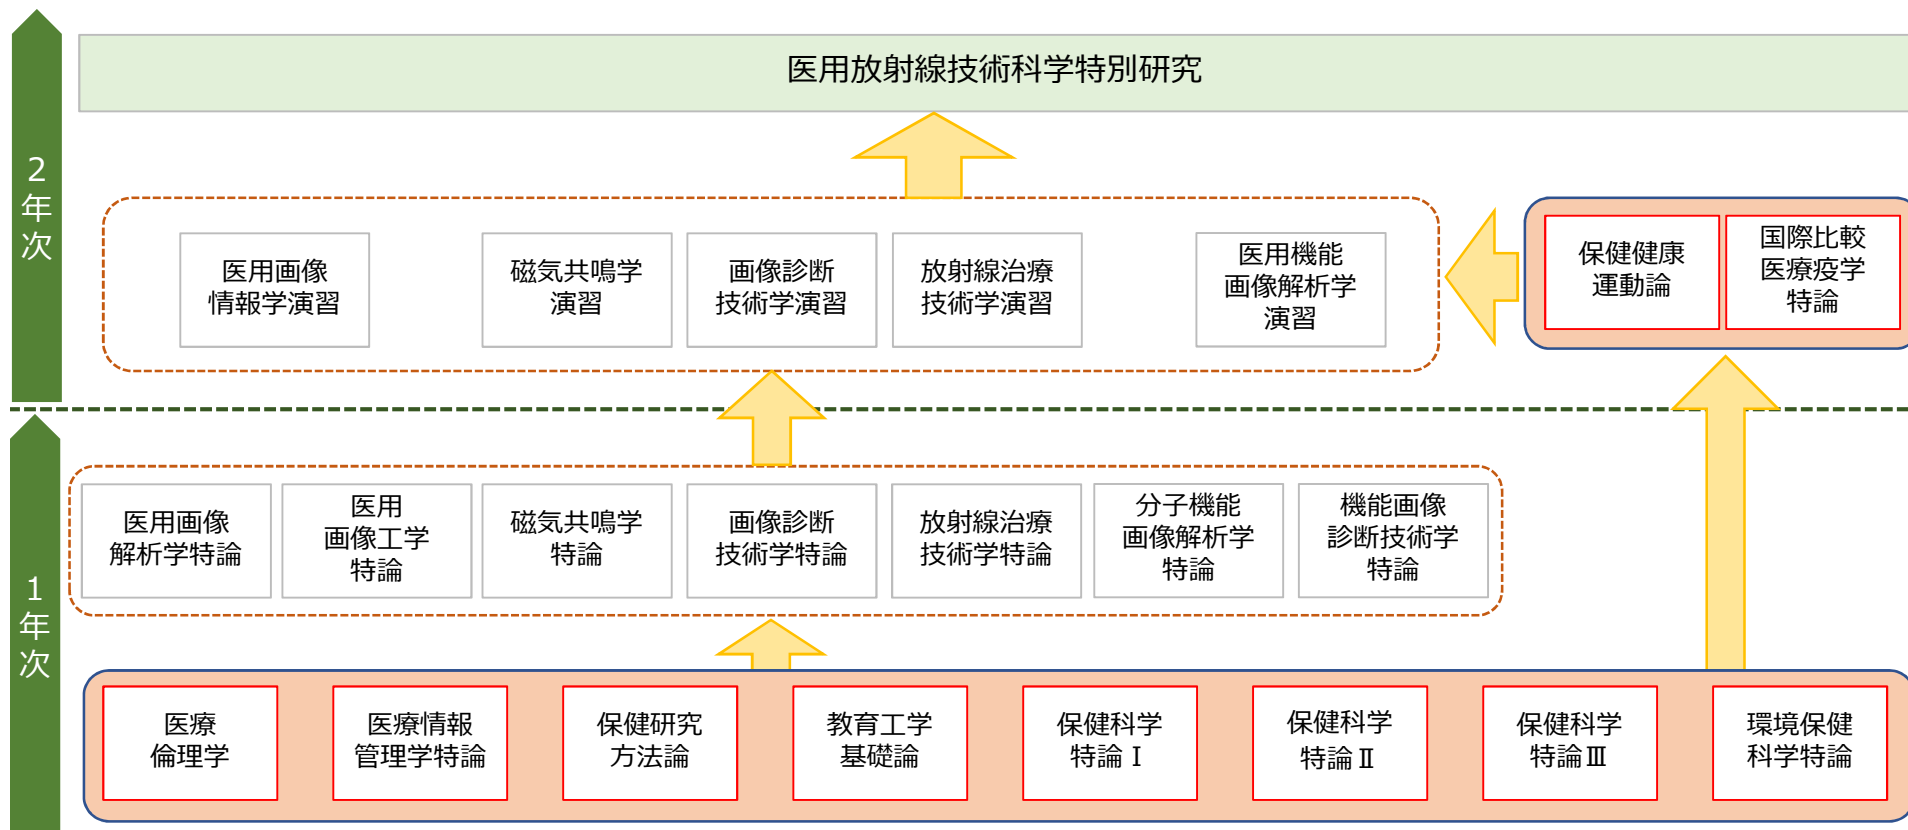 医用放射線技術科学特別研究
2
年
次
医用画像
情報学演習
磁気共鳴学
演習
画像診断
技術学演習
放射線治療
技術学演習
医用機能
画像解析学
演習
保健健康
運動論
国際比較
医療疫学
特論
1
年
次
医用画像
解析学特論
医用
画像工学
特論
磁気共鳴学
特論
画像診断
技術学特論
放射線治療
技術学特論
分子機能
画像解析学
特論
機能画像
診断技術学
特論
医療
倫理学
医療情報
管理学特論
保健研究
方法論
教育工学
基礎論
保健科学
特論Ⅰ
保健科学
特論Ⅱ
保健科学
特論Ⅲ
環境保健
科学特論